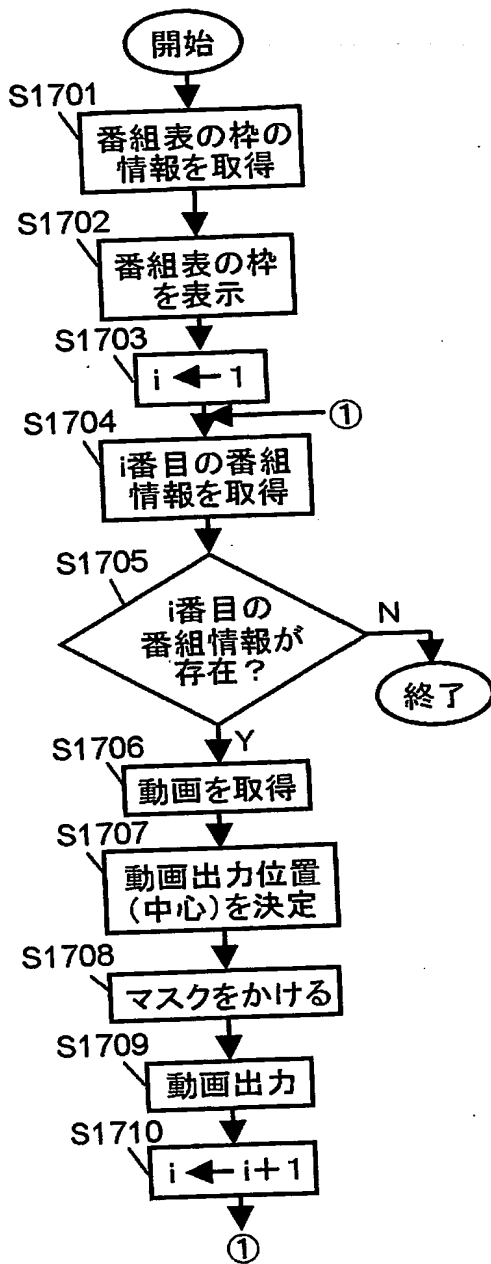 開始
S1701
番組表の枠の
情報を取得
S1702
番組表の枠
を表示
S1703
i ← 1
①
S1704
i番目の番組
情報を取得
S1705
i番目の
番組情報が
存在？
N
終了
Y
S1706
動画を取得
S1707
動画出力位置
(中心)を決定
S1708
マスクをかける
S1709
動画出力
S1710
i ← i+1
①